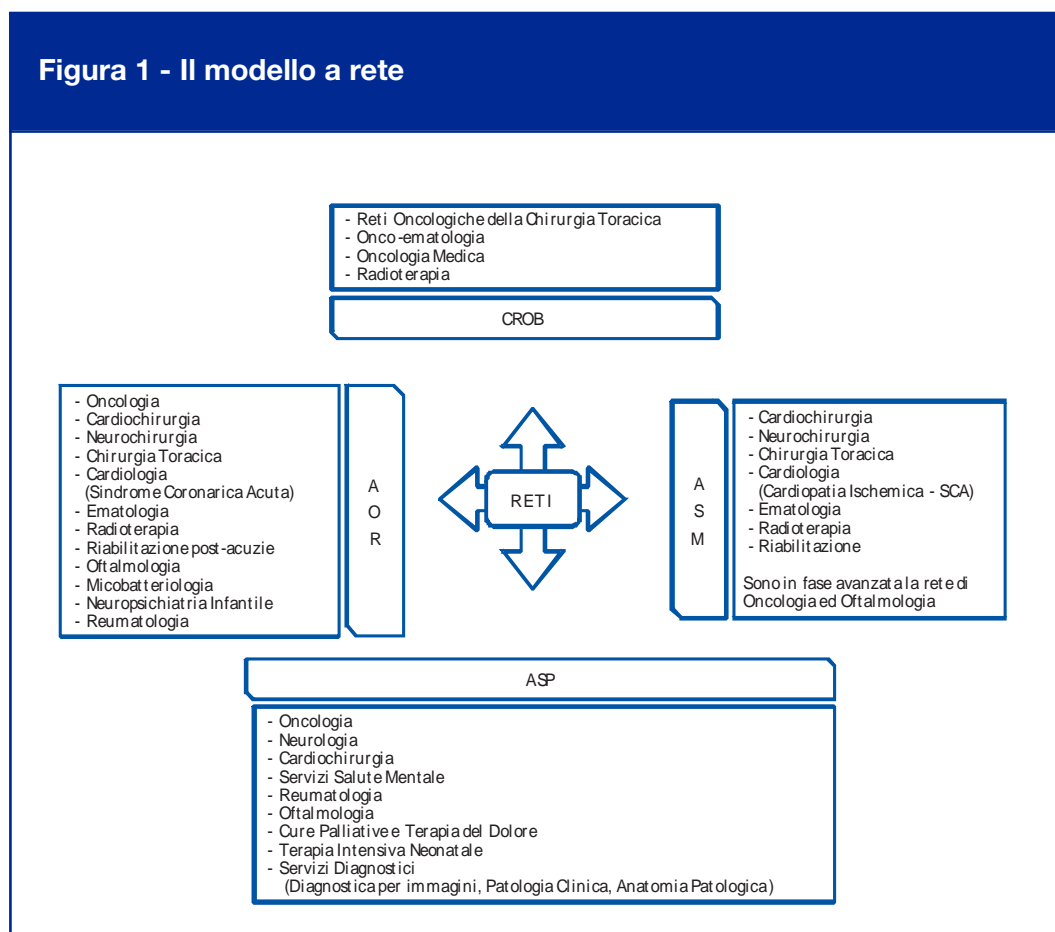 Figura 1 - Il modello a rete
- Reti Oncologiche della Chirurgia Toracica
- Onco-ematologia
- Oncologia Medica
- Radioterapia
CROB
- Oncologia
- Cardiochirurgia
- Neurochirurgia
- Chirurgia Toracica
- Cardiologia
(Sindrome Coronarica Acuta)
- Ematologia
- Radioterapia
- Riabilitazione post-acuzie
- Oftalmologia
- Micobatteriologia
- Neuropsichiatria Infantile
- Reumatologia
A
O
R
RETI
A
S
M
- Cardiochirurgia
- Neurochirurgia
- Chirurgia Toracica
- Cardiologia
(Cardiopatia Ischemica - SCA)
- Ematologia
- Radioterapia
- Riabilitazione
Sono in fase avanzata la rete di
Oncologia ed Oftalmologia
ASP
- Oncologia
- Neurologia
- Cardiochirurgia
- Servizi Salute Mentale
- Reumatologia
- Oftalmologia
- Cure Palliative e Terapia del Dolore
- Terapia Intensiva Neonatale
- Servizi Diagnostici
(Diagnostica per immagini, Patologia Clinica, Anatomia Patologica)